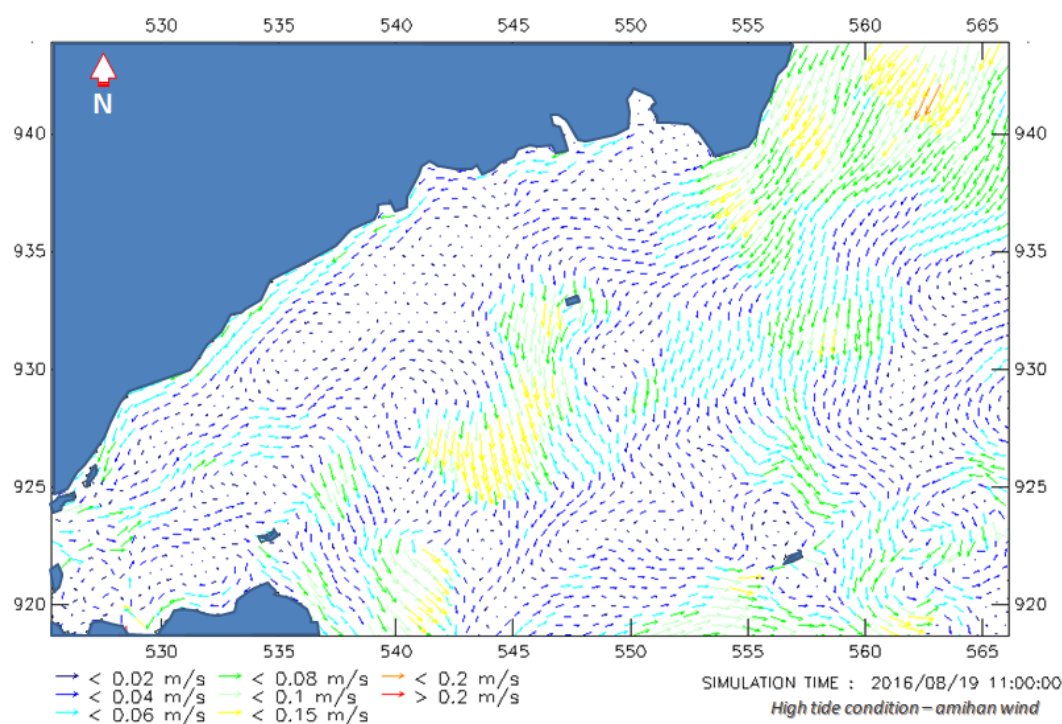 530 535 540 545 550 555 560 565
N
940 940
935 935
930 930
925 925
920 920
530 535 540 545 550 555 560 565
< 0.02 m/s < 0.08 m/s < 0.2 m/s
< 0.04 m/s < 0.1 m/s > 0.2 m/s
< 0.06 m/s < 0.15 m/s
SIMULATION TIME : 2016/08/19 11:00:00
High tide condition – amihan wind